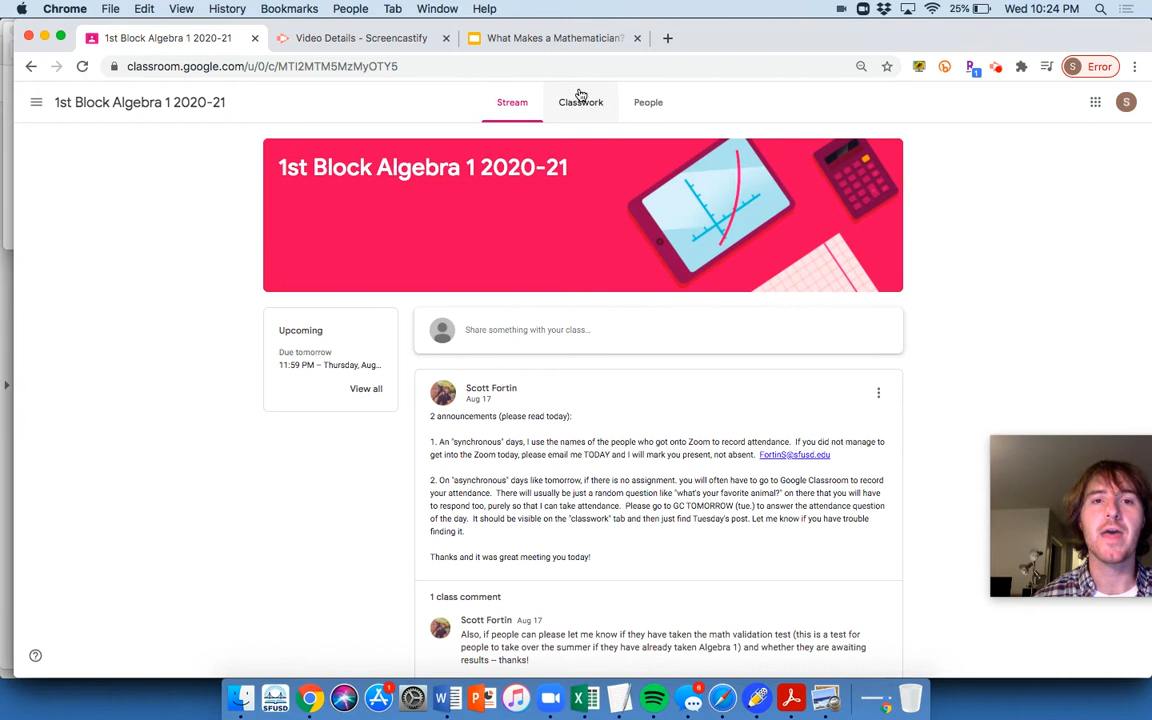 Chrome File Edit View History Bookmarks People Tab Window Help 25% Wed 10:24 PM
1st Block Algebra 1 2020-21 Video Details - Screencastify What Makes a Mathematician?
classroom.google.com/u/0/c/MTI2MTM5MzMyOTY5 1 S Error
1st Block Algebra 1 2020-21 Stream Classwork People S
1st Block Algebra 1 2020-21
Upcoming
Due tomorrow
11:59 PM – Thursday, Aug...
View all
Share something with your class...
Scott Fortin
Aug 17
2 announcements (please read today):
1. An "synchronous" days, I use the names of the people who got onto Zoom to record attendance. If you did not manage to
get into the Zoom today, please email me TODAY and I will mark you present, not absent. FortinS@sfusd.edu
2. On "asynchronous" days like tomorrow, if there is no assignment. you will often have to go to Google Classroom to record
your attendance. There will usually be just a random question like "what's your favorite animal?" on there that you will have
to respond too, purely so that I can take attendance. Please go to GC TOMORROW (tue.) to answer the attendance question
of the day. It should be visible on the "classwork" tab and then just find Tuesday's post. Let me know if you have trouble
finding it.
Thanks and it was great meeting you today!
1 class comment
Scott Fortin Aug 17
Also, if people can please let me know if they have taken the math validation test (this is a test for
people to take over the summer if they have already taken Algebra 1) and whether they are awaiting
results – thanks!
SFUSD 1 6